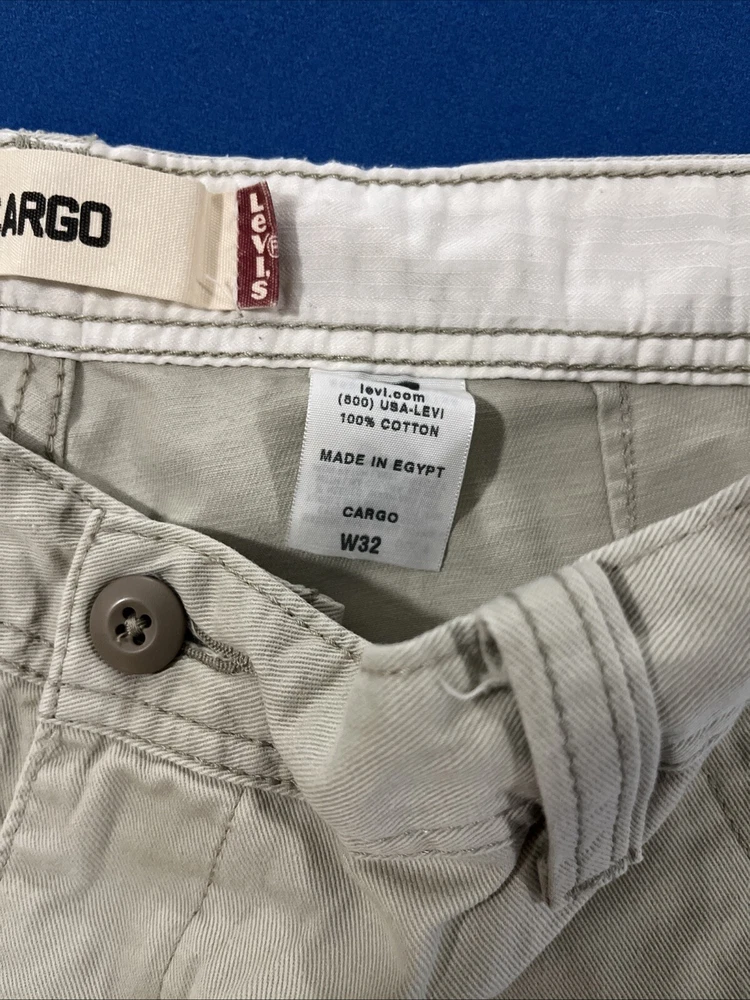 CARGO
Levi's
®
levi.com
(800) USA-LEVI
100% COTTON
MADE IN EGYPT
CARGO
W32